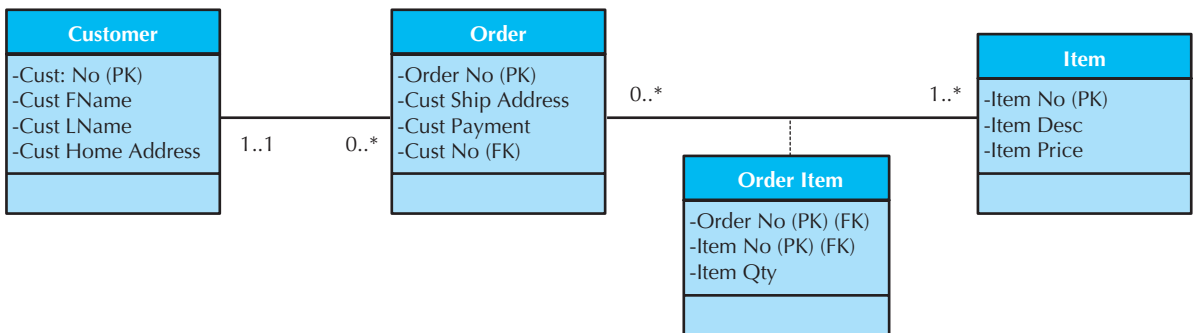 Customer
-Cust: No (PK)
-Cust FName
-Cust LName
-Cust Home Address
1..1
0..*
Order
-Order No (PK)
-Cust Ship Address
-Cust Payment
-Cust No (FK)
0..*
1..*
Order Item
-Order No (PK) (FK)
-Item No (PK) (FK)
-Item Qty
Item
-Item No (PK)
-Item Desc
-Item Price